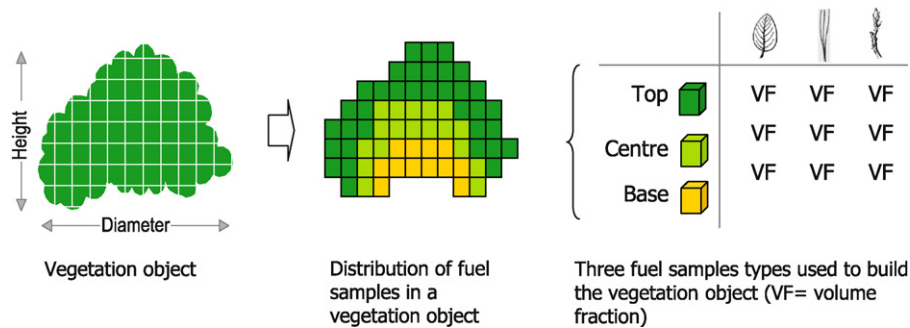 Height
Diameter
Vegetation object
Distribution of fuel
samples in a
vegetation object
Top VF VF VF
Centre VF VF VF
Base VF VF VF
Three fuel samples types used to build
the vegetation object (VF= volume
fraction)